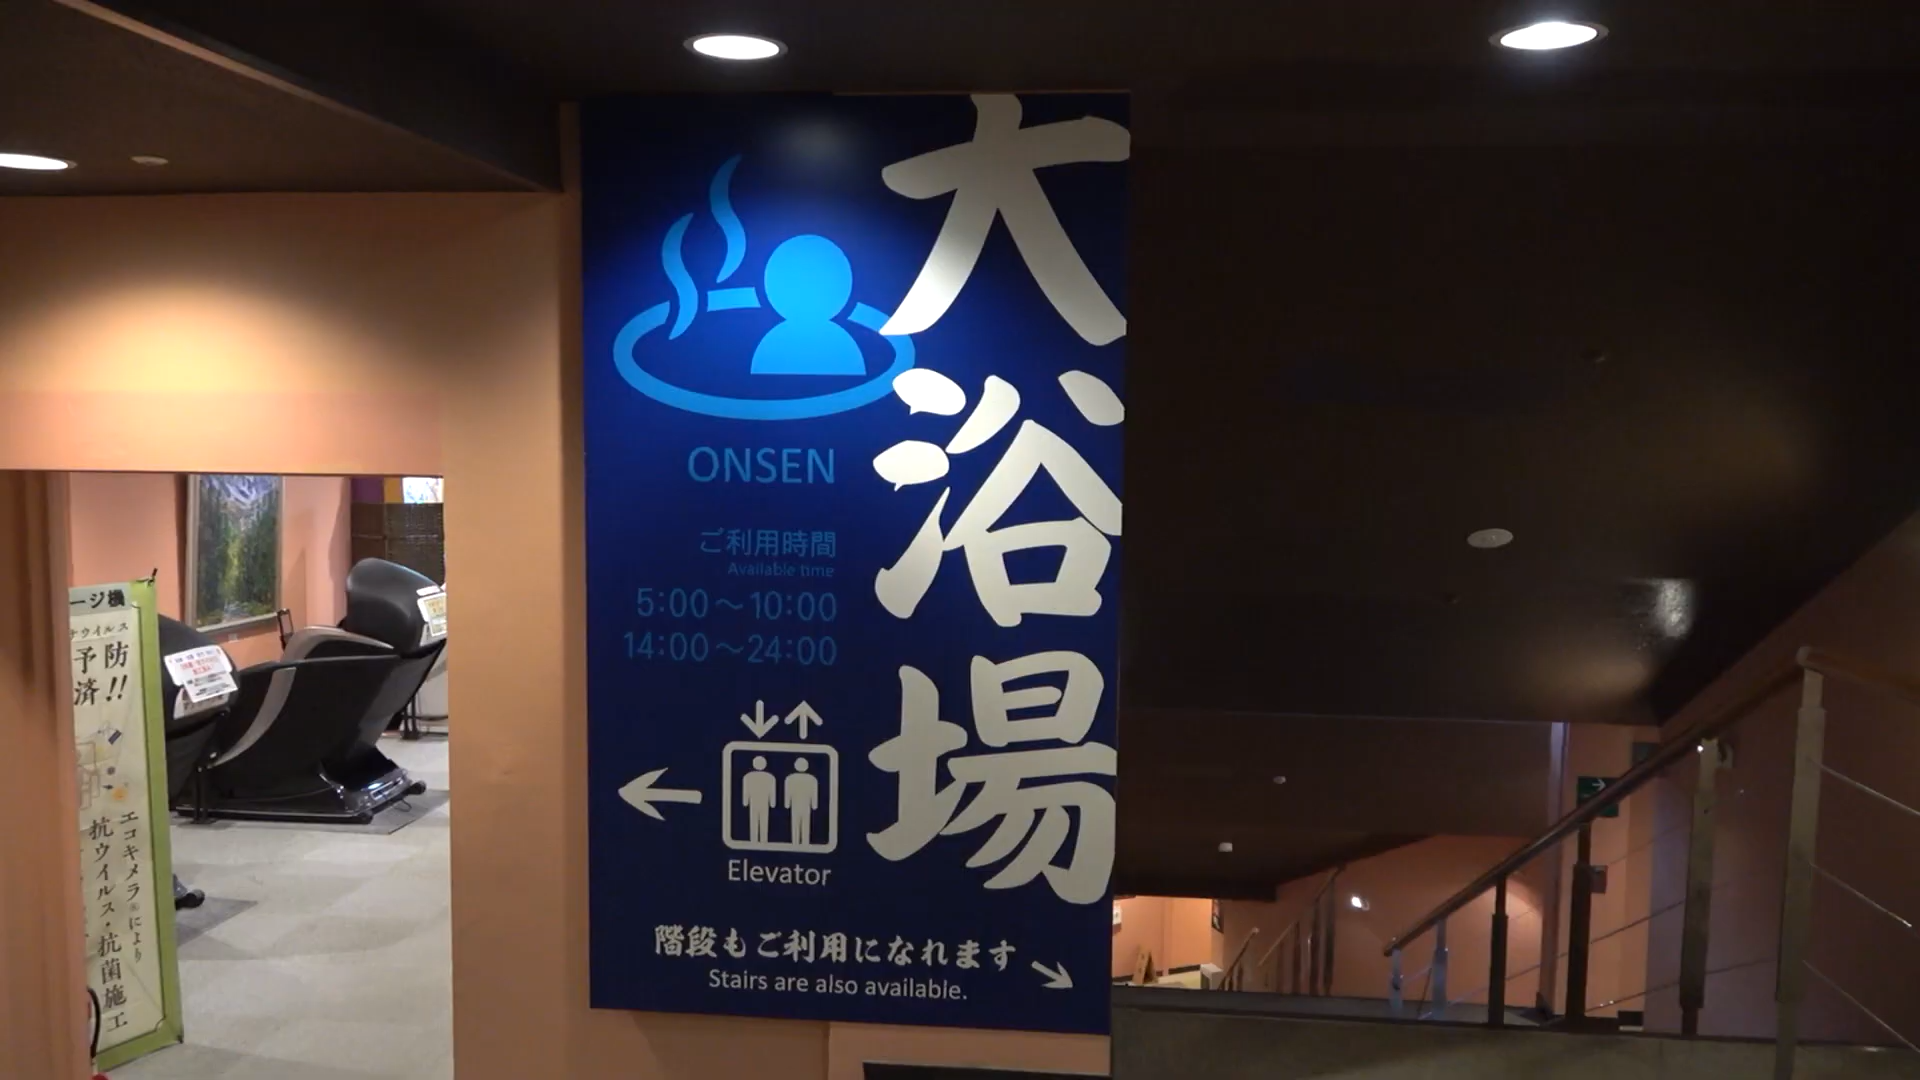 大浴場
ONSEN
ご利用時間
Available time
5:00〜10:00
14:00〜24:00
Elevator
階段もご利用になれます
Stairs are also available.
ージ機
ナウイルス
予防
済!!
エコキメラ®により
抗ウイルス・抗菌施工